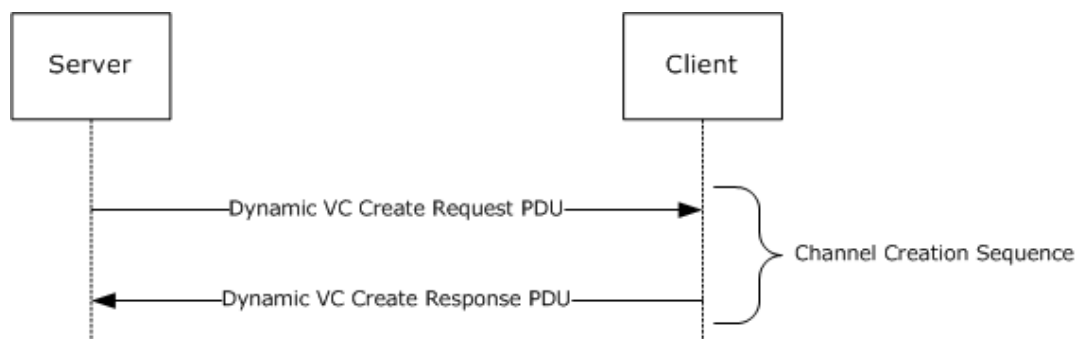 Server
Client
Dynamic VC Create Request PDU
Channel Creation Sequence
Dynamic VC Create Response PDU